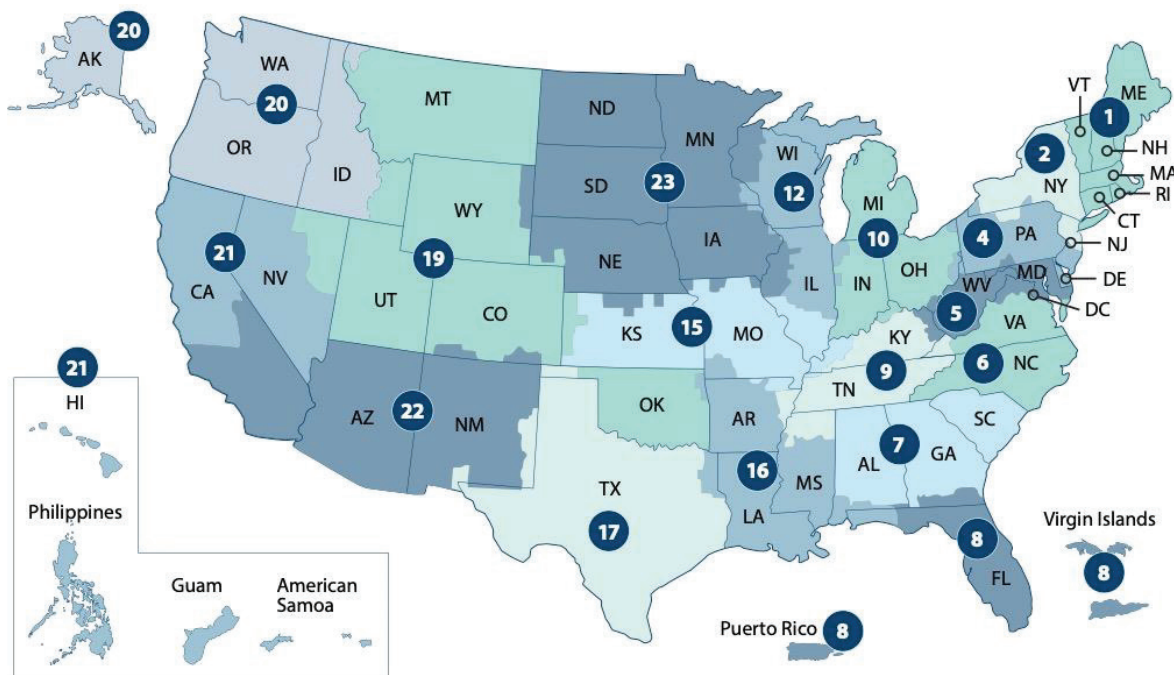 20
AK
WA
20
OR
ID
MT
ND
MN
SD
23
WI
12
MI
10
VT
ME
1
NH
MA
RI
CT
2
NY
4
PA
NJ
DE
MD
DC
WV
5
VA
6
NC
WY
19
NE
IA
IL
IN
OH
21
CA
NV
UT
CO
KS
15
MO
KY
9
TN
SC
7
AL
GA
AZ
22
NM
OK
AR
16
MS
LA
TX
17
8
FL
21
HI
Philippines
Guam
American
Samoa
Puerto Rico 8
Virgin Islands
8